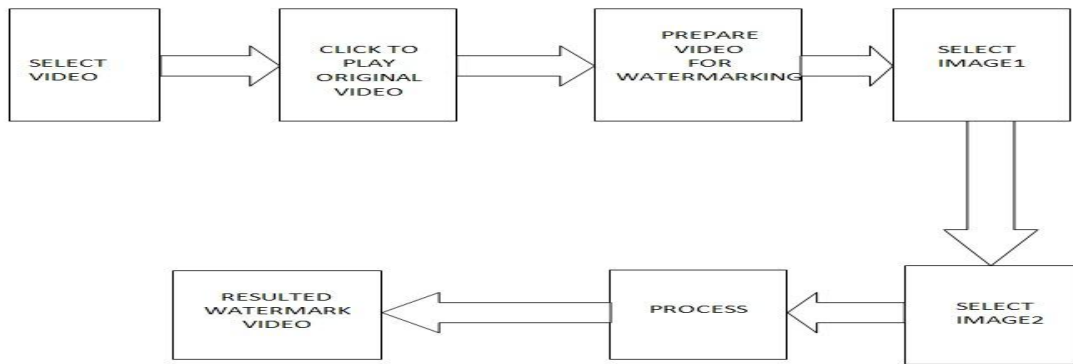 SELECT
VIDEO
CLICK TO
PLAY
ORIGINAL
VIDEO
PREPARE
VIDEO
FOR
WATERMARKING
SELECT
IMAGE1
SELECT
IMAGE2
PROCESS
RESULTED
WATERMARK
VIDEO